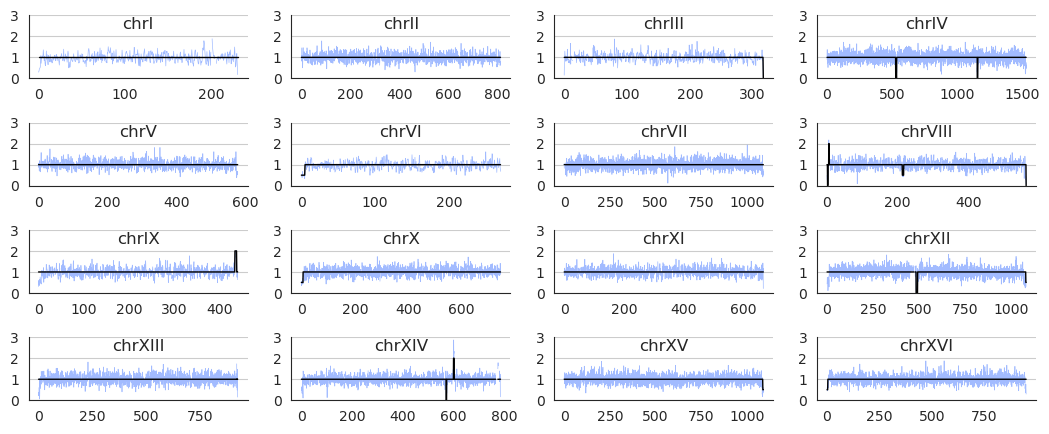 chrI chrII chrIII chrIV
3 3 3 3
2 2 2 2
1 1 1 1
0 0 0 0
0 100 200 0 200 400 600 800 0 100 200 300 0 500 1000 1500
chrV chrVI chrVII chrVIII
3 3 3 3
2 2 2 2
1 1 1 1
0 0 0 0
0 200 400 600 0 100 200 0 250 500 750 1000 0 200 400
chrIX chrX chrXI chrXII
3 3 3 3
2 2 2 2
1 1 1 1
0 0 0 0
0 100 200 300 400 0 200 400 600 0 200 400 600 0 250 500 750 1000
chrXIII chrXIV chrXV chrXVI
3 3 3 3
2 2 2 2
1 1 1 1
0 0 0 0
0 250 500 750 0 200 400 600 800 0 250 500 750 1000 0 250 500 750